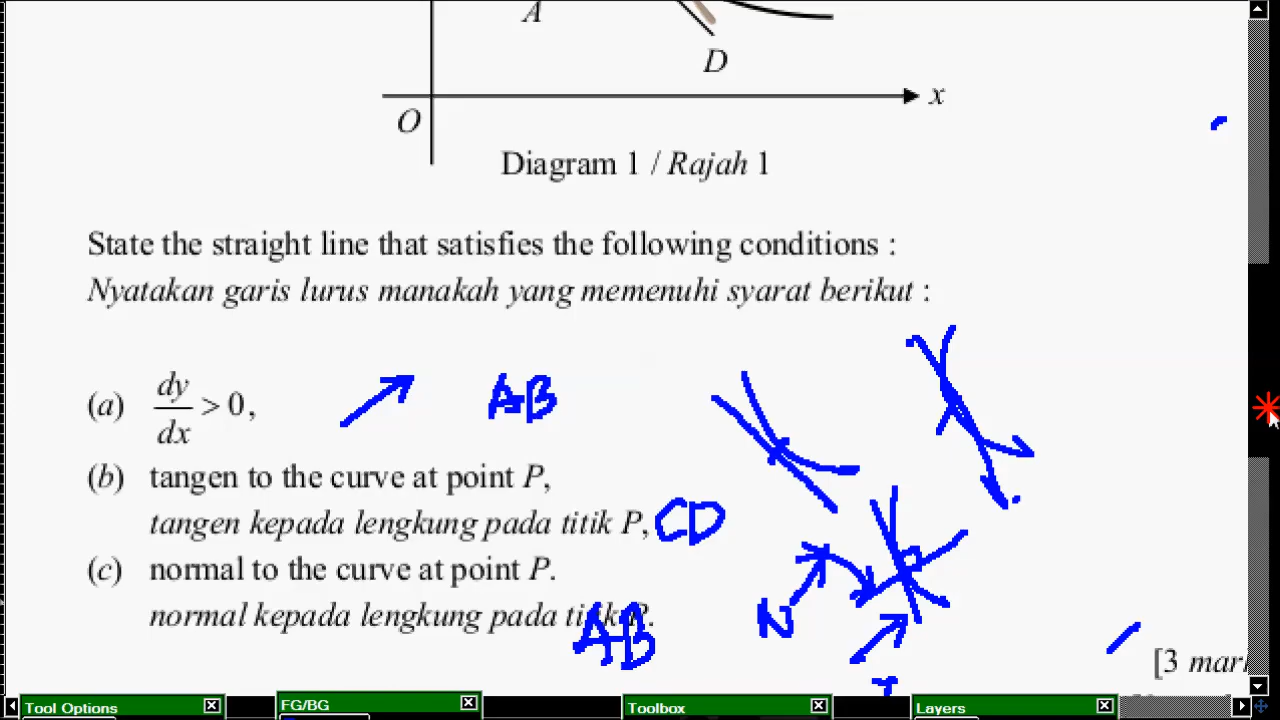 A
D
x
O
Diagram 1 / Rajah 1
State the straight line that satisfies the following conditions :
Nyatakan garis lurus manakah yang memenuhi syarat berikut :
(a) dy/dx > 0, AB
(b) tangen to the curve at point P,
tangen kepada lengkung pada titik P, CD
(c) normal to the curve at point P.
normal kepada lengkung pada titik P. AB
N
T
[3 mar
Tool Options
FG/BG
Toolbox
Layers